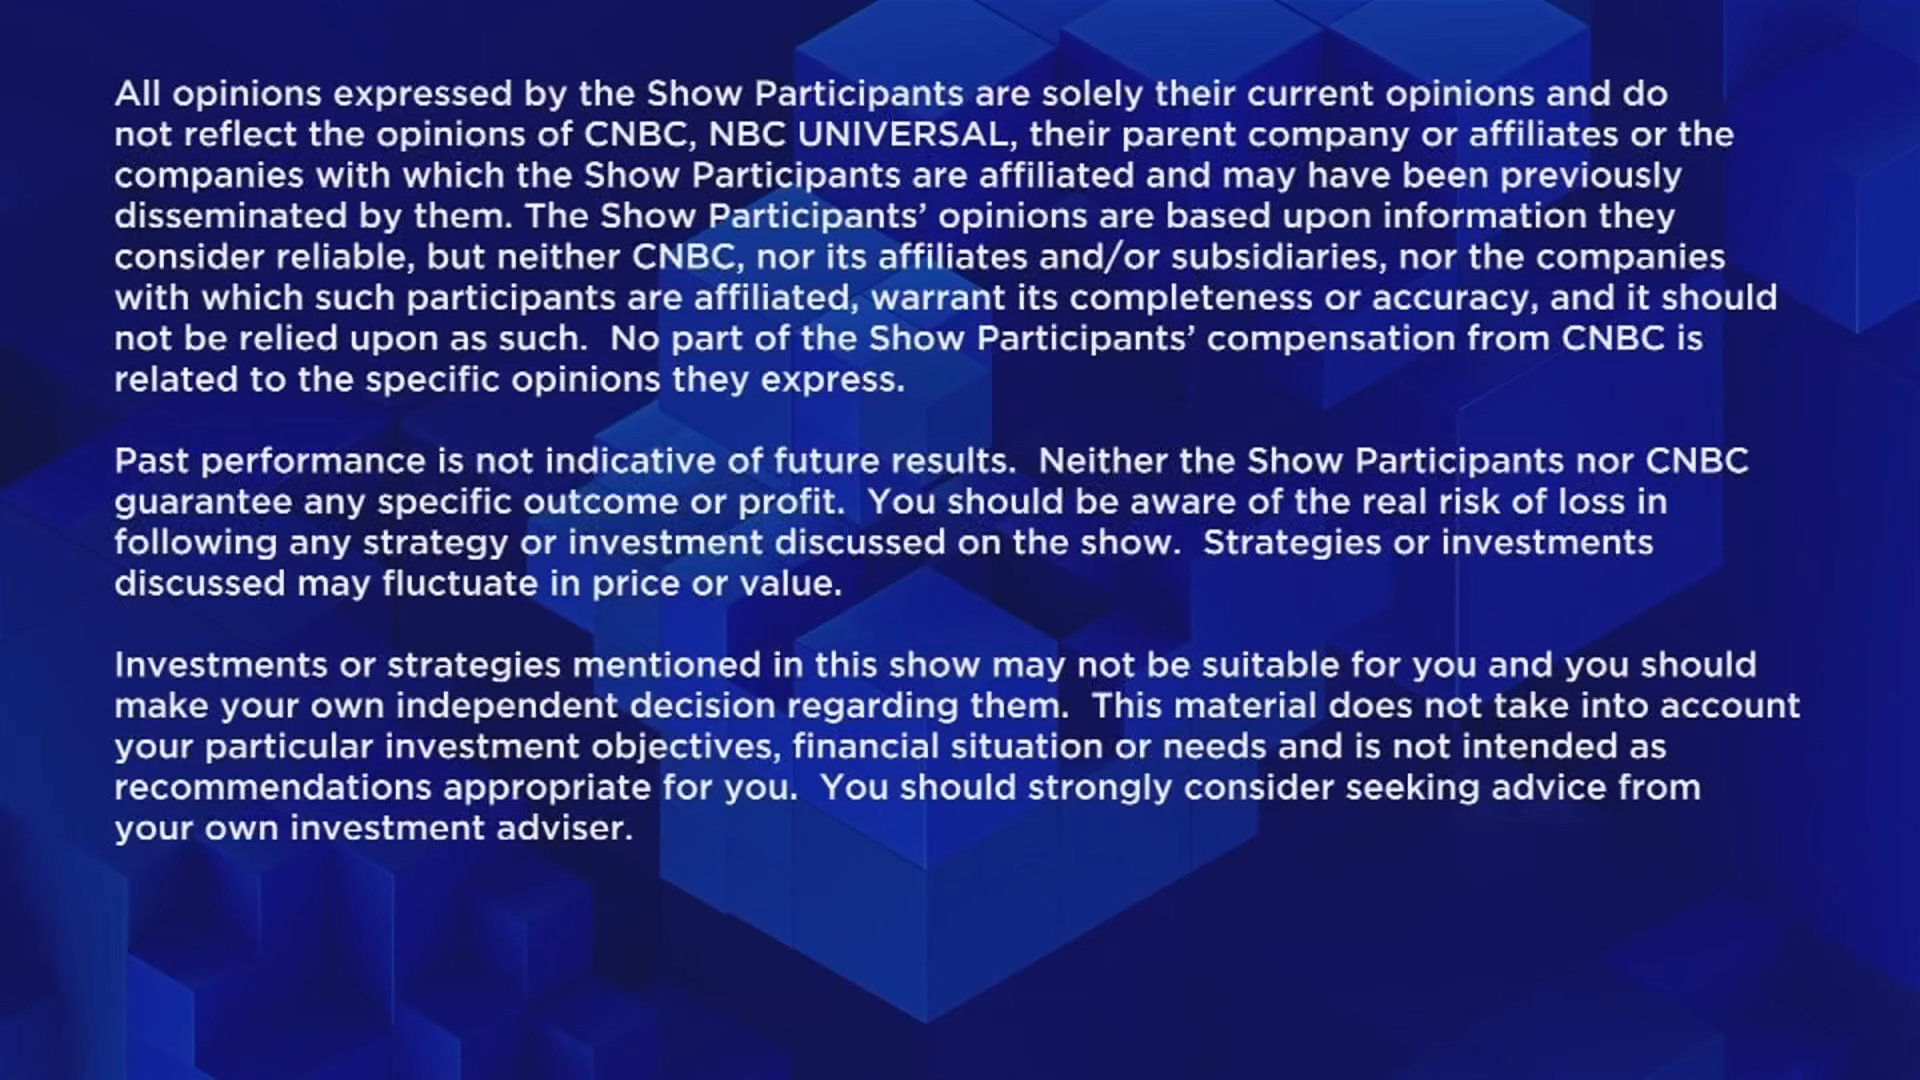 All opinions expressed by the Show Participants are solely their current opinions and do
not reflect the opinions of CNBC, NBC UNIVERSAL, their parent company or affiliates or the
companies with which the Show Participants are affiliated and may have been previously
disseminated by them. The Show Participants’ opinions are based upon information they
consider reliable, but neither CNBC, nor its affiliates and/or subsidiaries, nor the companies
with which such participants are affiliated, warrant its completeness or accuracy, and it should
not be relied upon as such.  No part of the Show Participants’ compensation from CNBC is
related to the specific opinions they express.
Past performance is not indicative of future results.  Neither the Show Participants nor CNBC
guarantee any specific outcome or profit.  You should be aware of the real risk of loss in
following any strategy or investment discussed on the show.  Strategies or investments
discussed may fluctuate in price or value.
Investments or strategies mentioned in this show may not be suitable for you and you should
make your own independent decision regarding them.  This material does not take into account
your particular investment objectives, financial situation or needs and is not intended as
recommendations appropriate for you.  You should strongly consider seeking advice from
your own investment adviser.